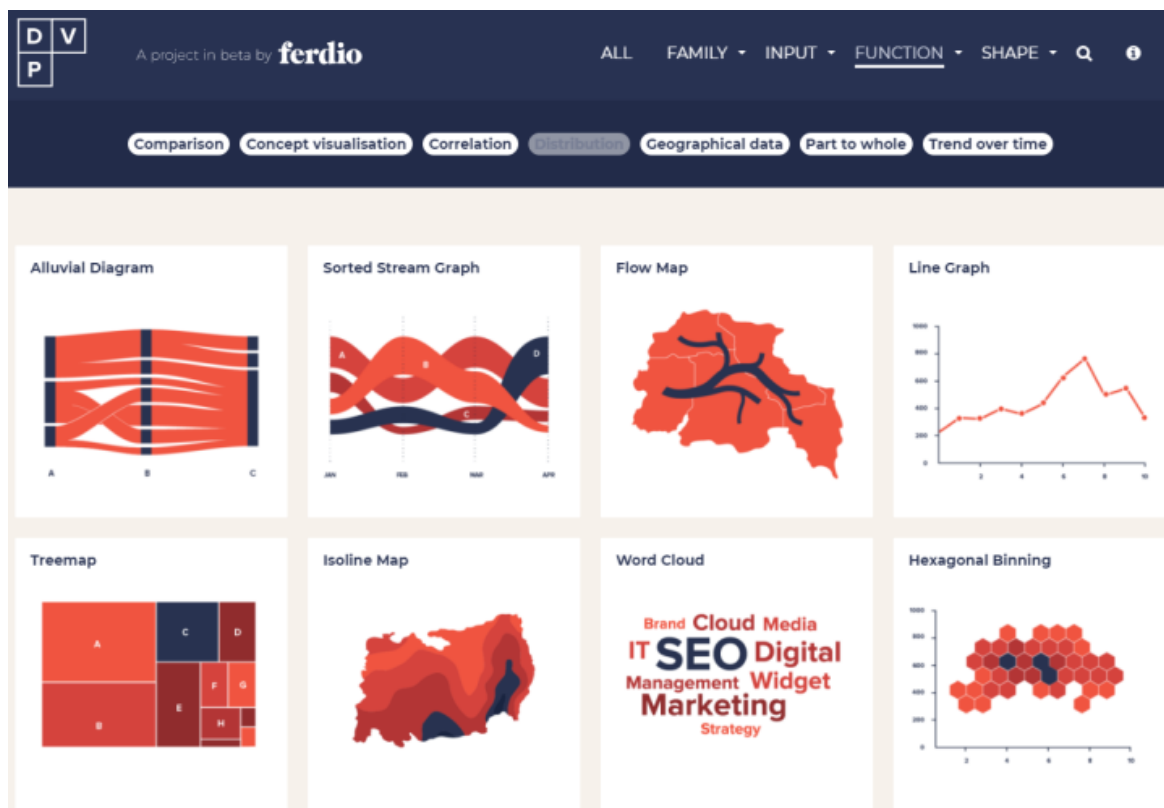 D V
P
A project in beta by ferdio
ALL FAMILY INPUT FUNCTION SHAPE
Comparison Concept visualisation Correlation Distribution Geographical data Part to whole Trend over time
Alluvial Diagram
A B C
Sorted Stream Graph
A
B
C
D
JAN FEB MAR APR
Flow Map
Line Graph
1000
800
600
400
200
0
2 4 6 8 10
Treemap
A
B
C
D
E
F
G
H
Isoline Map
Word Cloud
Brand Cloud Media
IT SEO Digital
Management Widget
Marketing
Strategy
Hexagonal Binning
1000
800
600
400
200
0
2 4 6 8 10